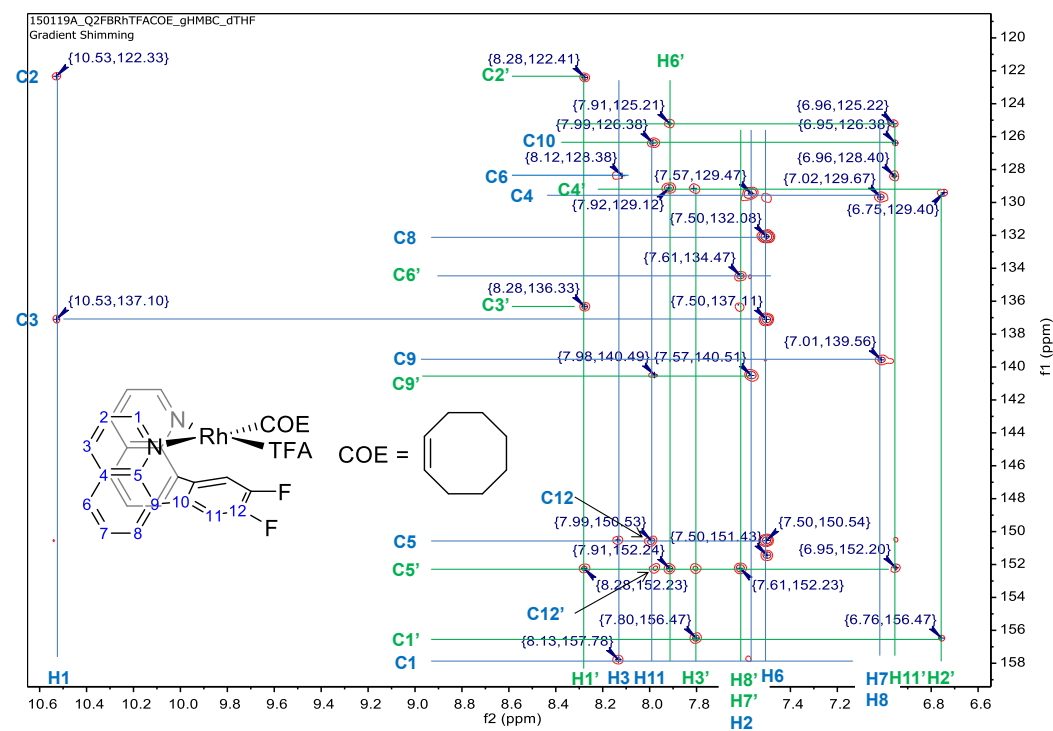 150119A_Q2FBRhTFACOE_gHMBC_dTHF
Gradient Shimming
{10.53,122.33}
{8.28,122.41}
H6'
C2
C2'
{7.91,125.21}
{6.96,125.22}
{7.99,126.38}
{6.95,126.38}
C10
{8.12,128.38}
{6.96,128.40}
C6
{7.57,129.47}
{7.02,129.67}
C4'
C4
{7.92,129.12}
{6.75,129.40}
{7.50,132.08}
C8
{7.61,134.47}
C6'
{10.53,137.10}
{8.28,136.33}
{7.50,137.11}
C3'
C3
{7.01,139.56}
C9
{7.98,140.49}
{7.57,140.51}
C9'
2
1
N
COE
3
N
Rh
TFA
COE =
4
5
6
9
10
F
7
8
11
12
F
C12
{7.99,150.53}
{7.50,150.54}
C5
{7.50,151.43}
{7.91,152.24}
{6.95,152.20}
C5'
{8.28,152.23}
{7.61,152.23}
C12'
{7.80,156.47}
{6.76,156.47}
C1'
{8.13,157.78}
C1
H1
H1'
H3
H11
H3'
H8'
H6
H7
H11'
H2'
H7'
H8
H2
120
122
124
126
128
130
132
134
136
138
140
142
144
146
148
150
152
154
156
158
f1 (ppm)
10.6
10.4
10.2
10.0
9.8
9.6
9.4
9.2
9.0
8.8
8.6
8.4
8.2
8.0
7.8
7.4
7.2
6.8
6.6
f2 (ppm)